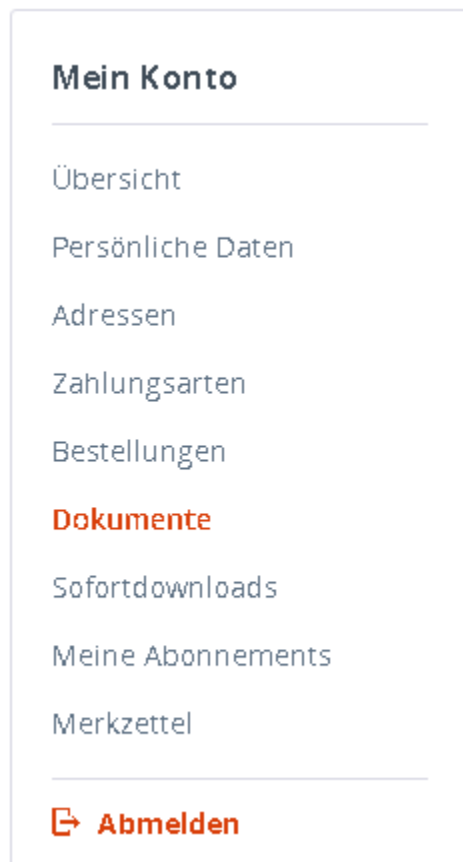 Mein Konto
Übersicht
Persönliche Daten
Adressen
Zahlungsarten
Bestellungen
Dokumente
Sofortdownloads
Meine Abonnements
Merkzettel
Abmelden